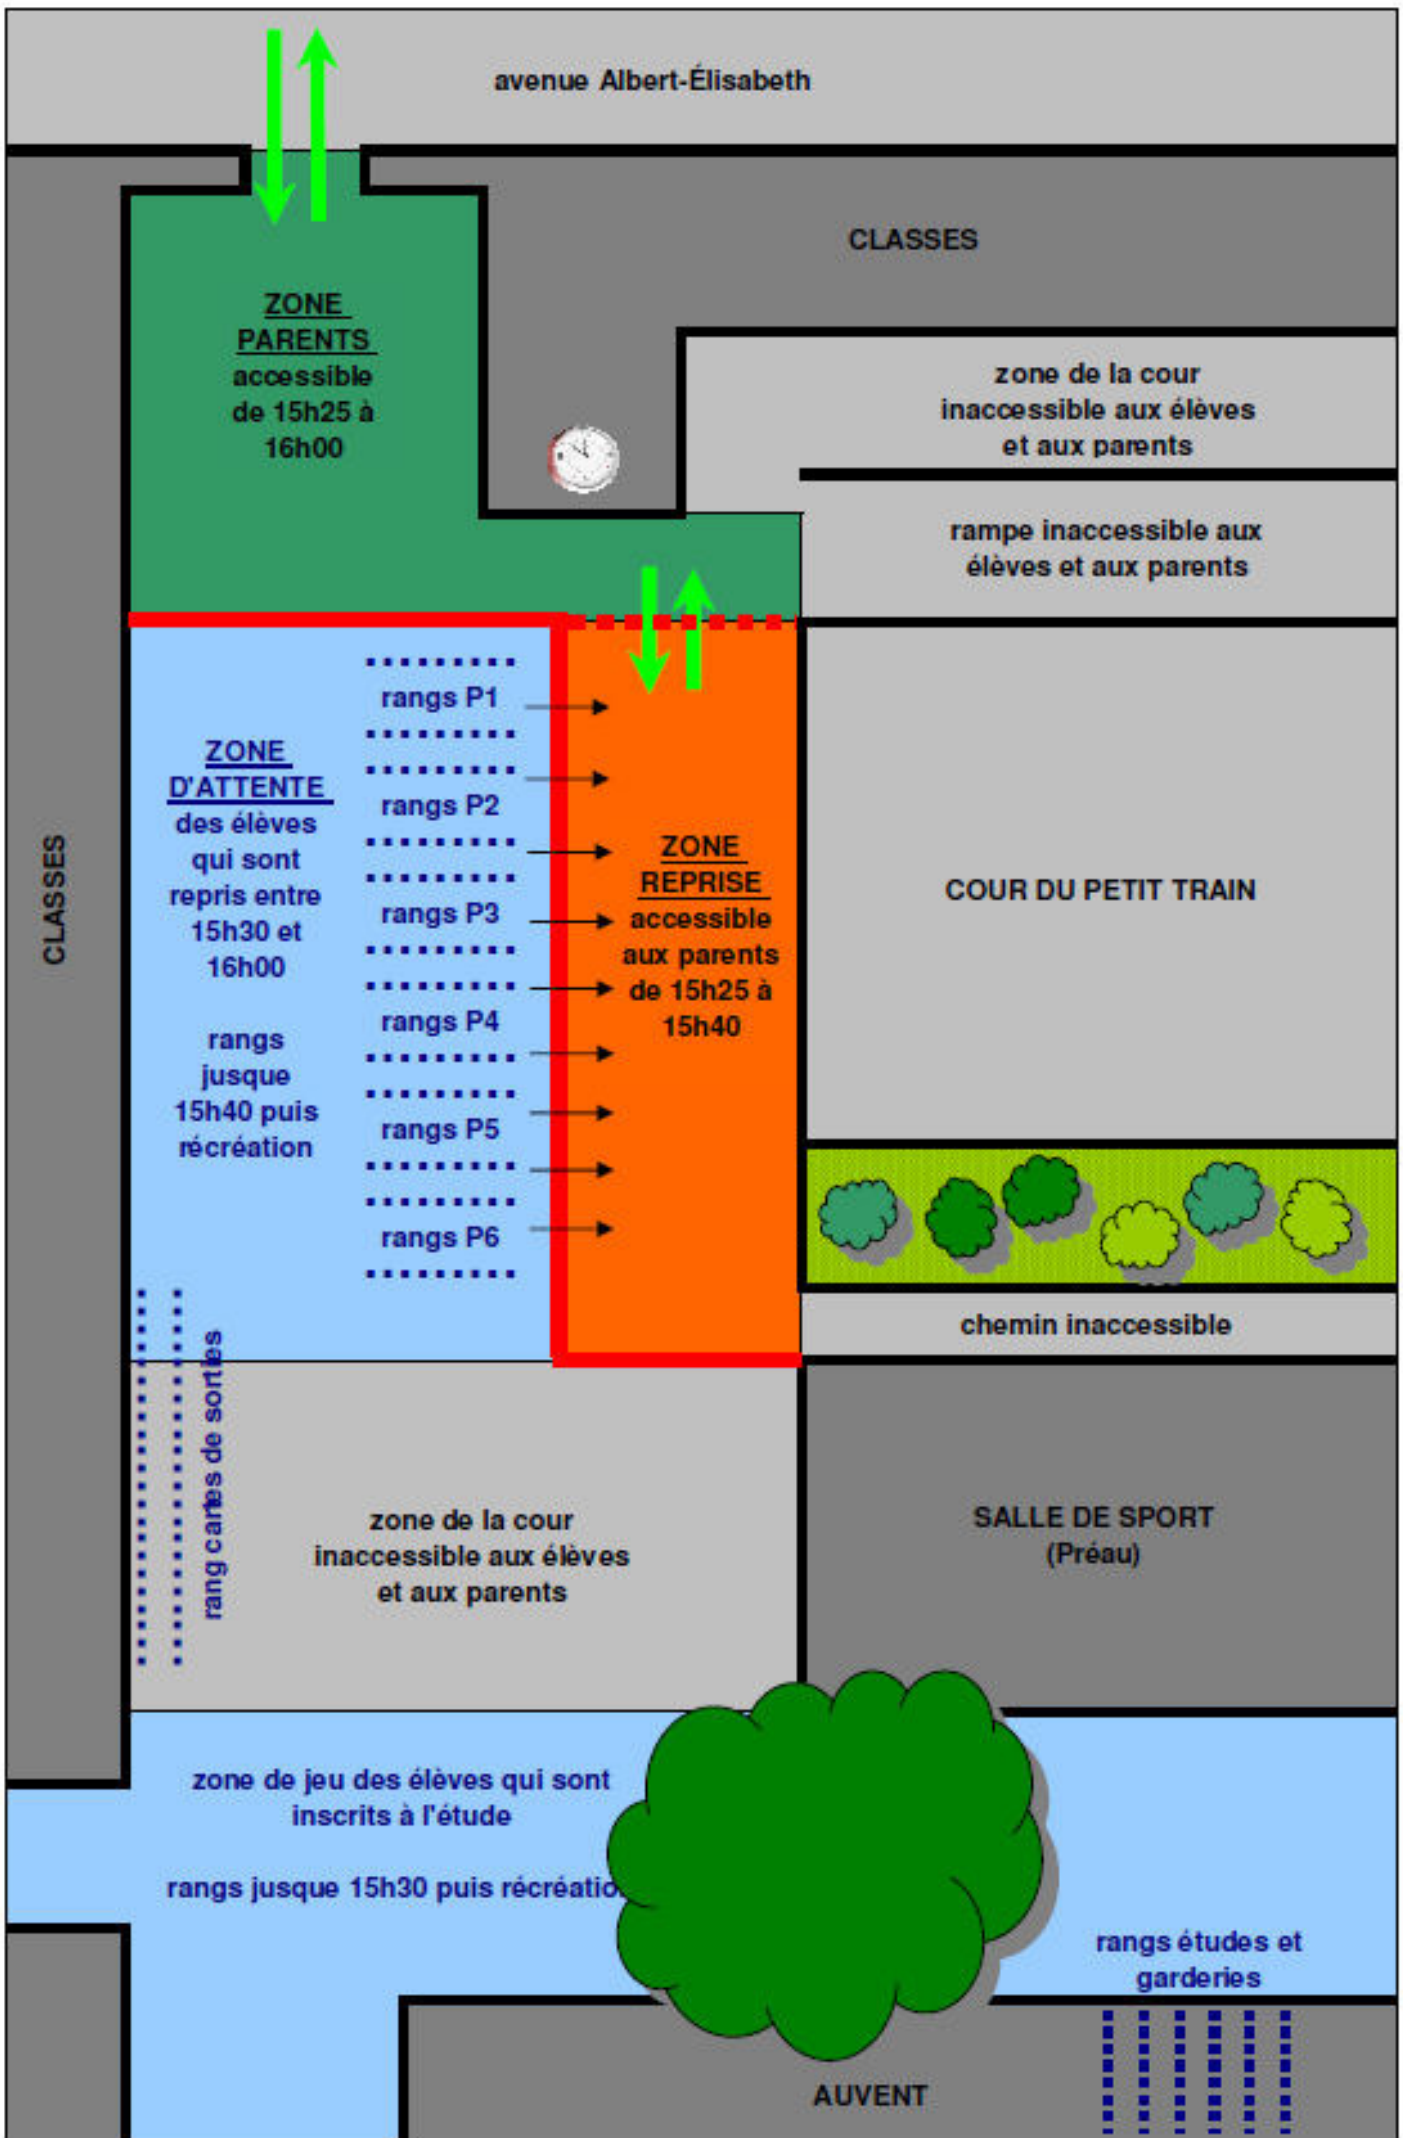 avenue Albert-Élisabeth
CLASSES
ZONE
PARENTS
accessible
de 15h25 à
16h00
zone de la cour
inaccessible aux élèves
et aux parents
rampe inaccessible aux
élèves et aux parents
CLASSES
ZONE
D'ATTENTE
des élèves
qui sont
repris entre
15h30 et
16h00
rangs
jusque
15h40 puis
récréation
rangs P1
rangs P2
rangs P3
rangs P4
rangs P5
rangs P6
ZONE
REPRISE
accessible
aux parents
de 15h25 à
15h40
COUR DU PETIT TRAIN
chemin inaccessible
rang cartes de sorties
zone de la cour
inaccessible aux élèves
et aux parents
SALLE DE SPORT
(Préau)
zone de jeu des élèves qui sont
inscrits à l'étude
rangs jusque 15h30 puis récréatio
rangs études et
garderies
AUVENT